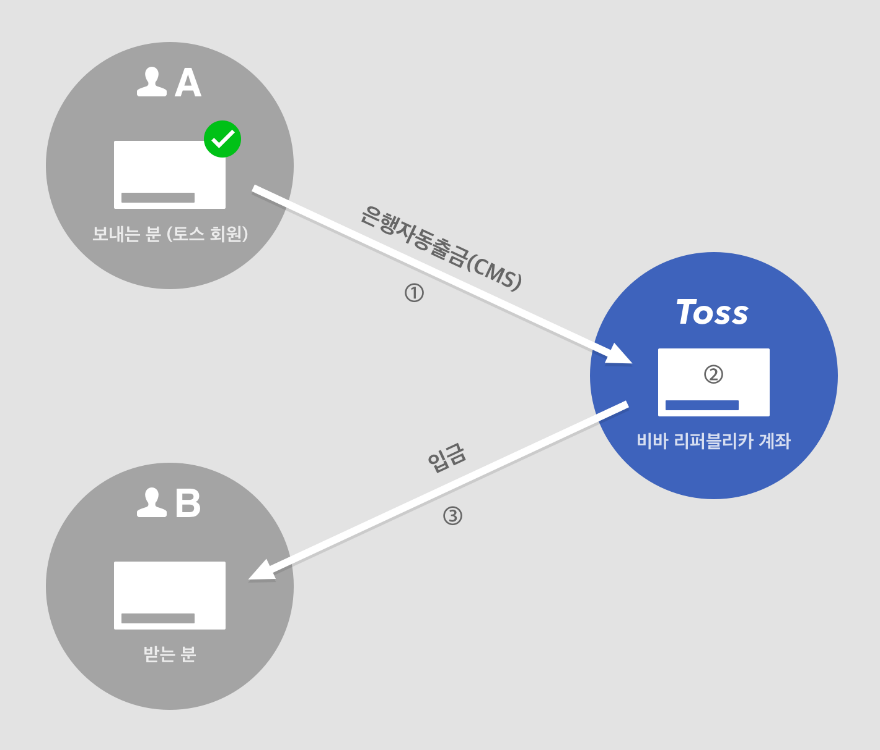 A
보내는 분 (토스 회원)
은행자동출금(CMS)
①
Toss
②
비바 리퍼블리카 계좌
입금
③
B
받는 분